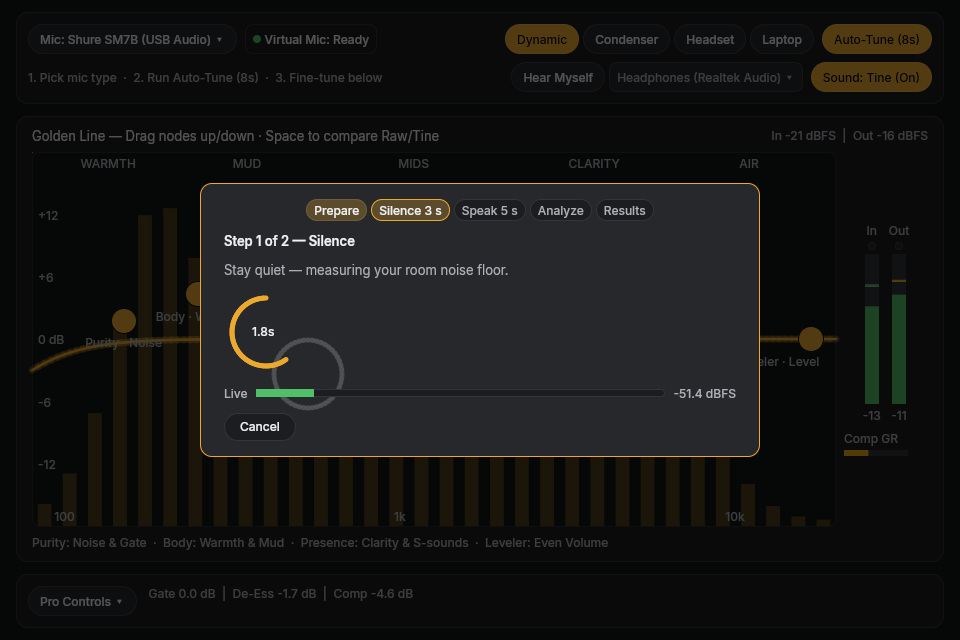 Mic: Shure SM7B (USB Audio) ▾ Virtual Mic: Ready Dynamic Condenser Headset Laptop Auto-Tune (8s)
1. Pick mic type · 2. Run Auto-Tune (8s) · 3. Fine-tune below Hear Myself Headphones (Realtek Audio) ▾ Sound: Tine (On)
Golden Line — Drag nodes up/down · Space to compare Raw/Tine In -21 dBFS | Out -16 dBFS
WARMTH MUD MIDS CLARITY AIR
Prepare Silence 3 s Speak 5 s Analyze Results
+12
In Out
Step 1 of 2 — Silence
Stay quiet — measuring your room noise floor.
+6
Body · W
1.8s
0 dB Purity · Noise
eler · Level
Live -51.4 dBFS
-6
-13 -11
Cancel
Comp GR
-12
100 1k 10k
Purity: Noise & Gate · Body: Warmth & Mud · Presence: Clarity & S-sounds · Leveler: Even Volume
Pro Controls ▾ Gate 0.0 dB | De-Ess -1.7 dB | Comp -4.6 dB